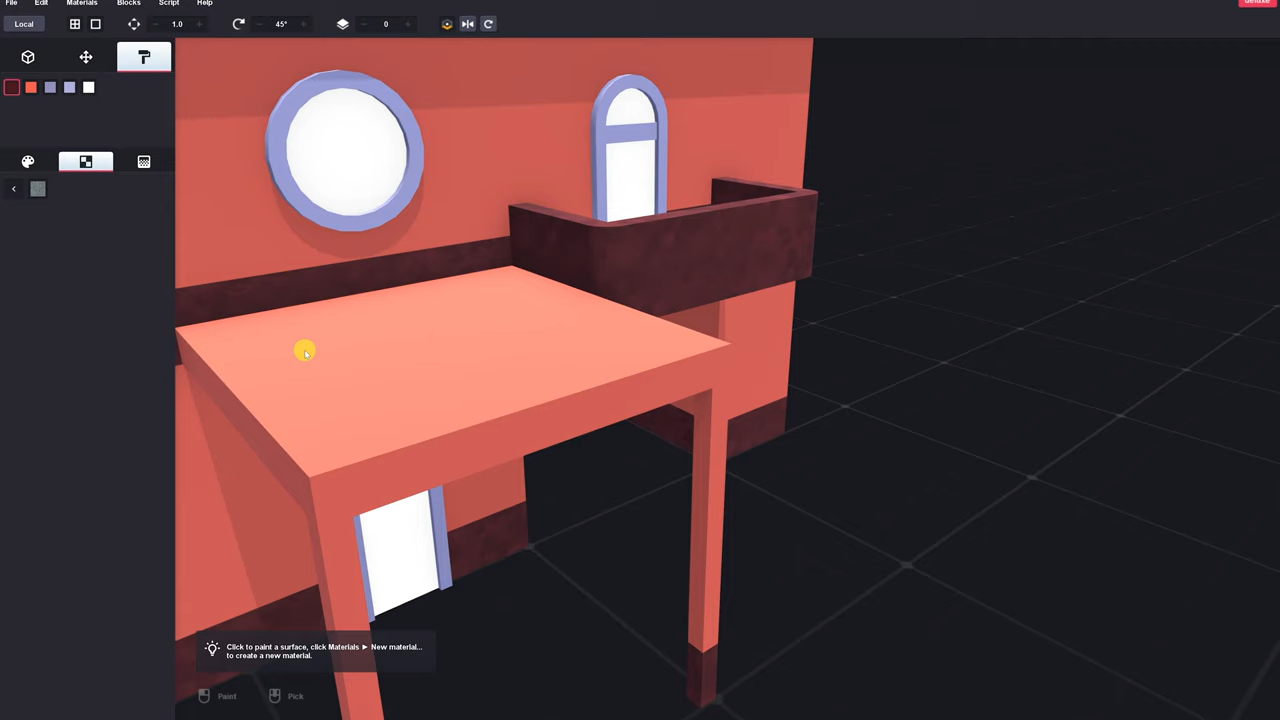 File Edit Materials Blocks Script Help deluxe
Local 1.0 45° 0
Click to paint a surface, click Materials ► New material...
to create a new material.
Paint Pick